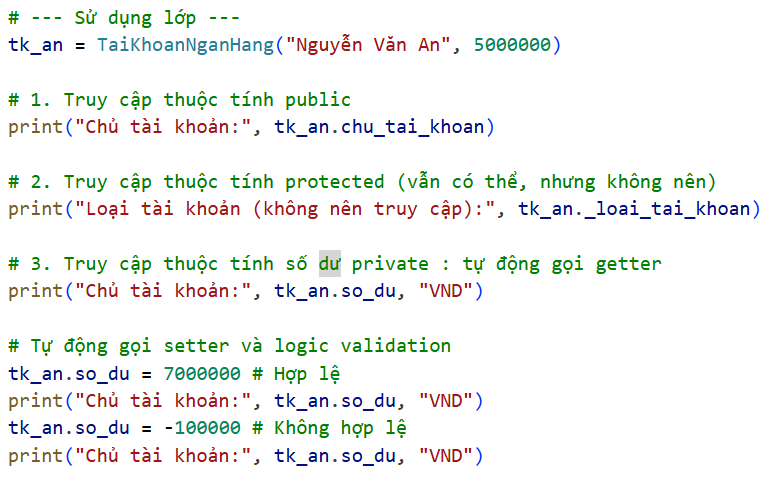 # --- Sử dụng lớp ---
tk_an = TaiKhoanNganHang("Nguyễn Văn An", 5000000)
# 1. Truy cập thuộc tính public
print("Chủ tài khoản:", tk_an.chu_tai_khoan)
# 2. Truy cập thuộc tính protected (vẫn có thể, nhưng không nên)
print("Loại tài khoản (không nên truy cập):", tk_an._loai_tai_khoan)
# 3. Truy cập thuộc tính số dư private : tự động gọi getter
print("Chủ tài khoản:", tk_an.so_du, "VND")
# Tự động gọi setter và logic validation
tk_an.so_du = 7000000 # Hợp lệ
print("Chủ tài khoản:", tk_an.so_du, "VND")
tk_an.so_du = -100000 # Không hợp lệ
print("Chủ tài khoản:", tk_an.so_du, "VND")